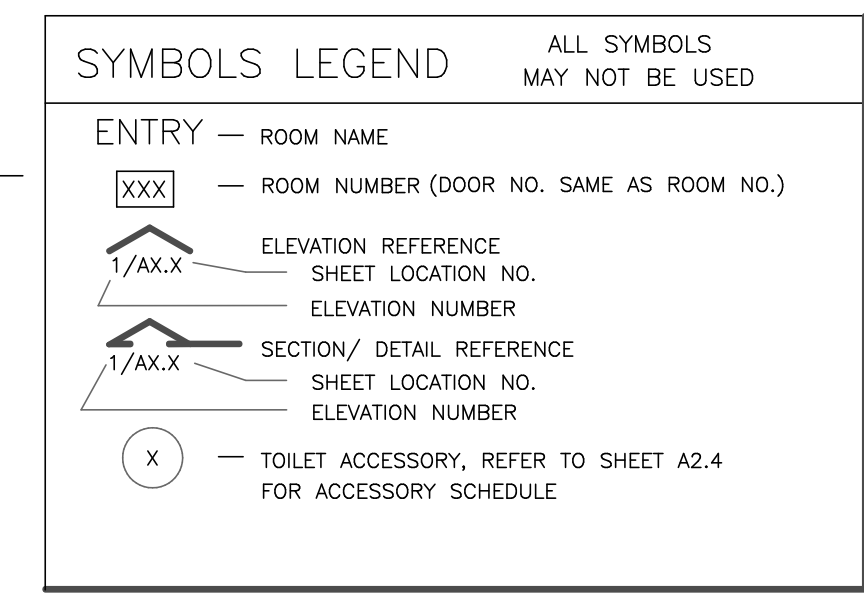 SYMBOLS LEGEND
ALL SYMBOLS
MAY NOT BE USED
ENTRY — ROOM NAME
XXX — ROOM NUMBER (DOOR NO. SAME AS ROOM NO.)
ELEVATION REFERENCE
1/AX.X
SHEET LOCATION NO.
ELEVATION NUMBER
SECTION/ DETAIL REFERENCE
1/AX.X
SHEET LOCATION NO.
ELEVATION NUMBER
X — TOILET ACCESSORY, REFER TO SHEET A2.4
FOR ACCESSORY SCHEDULE